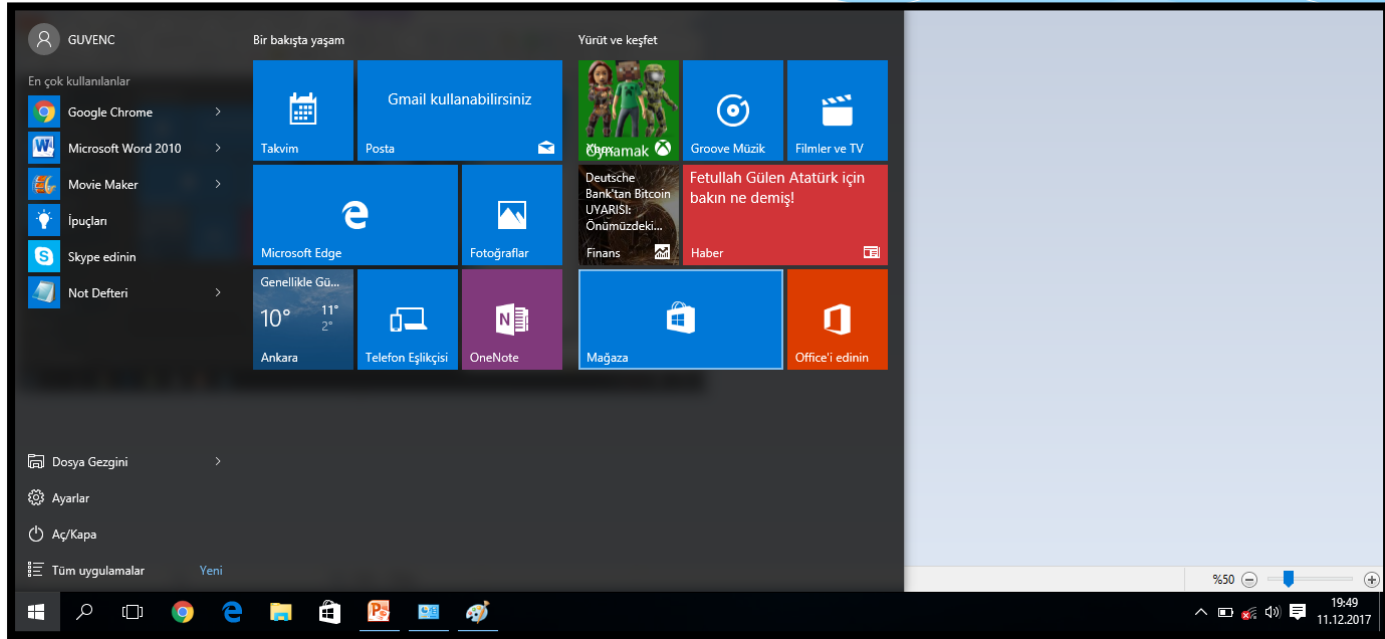 GUVENC
En çok kullanılanlar
Google Chrome
Microsoft Word 2010
Movie Maker
İpuçları
Skype edinin
Not Defteri
Dosya Gezgini
Ayarlar
Aç/Kapa
Tüm uygulamalar Yeni
Bir bakışta yaşam
Takvim
Gmail kullanabilirsiniz
Posta
Microsoft Edge
Fotoğraflar
Genellikle Gü...
10° 11°
2°
Ankara
Telefon Eşlikçisi
OneNote
Yürüt ve keşfet
Xbox
Oynamak
Groove Müzik
Filmler ve TV
Deutsche
Bank'tan Bitcoin
UYARISI:
Önümüzdeki...
Finans
Fetullah Gülen Atatürk için
bakın ne demiş!
Haber
Mağaza
Office'i edinin
%50
19:49
11.12.2017